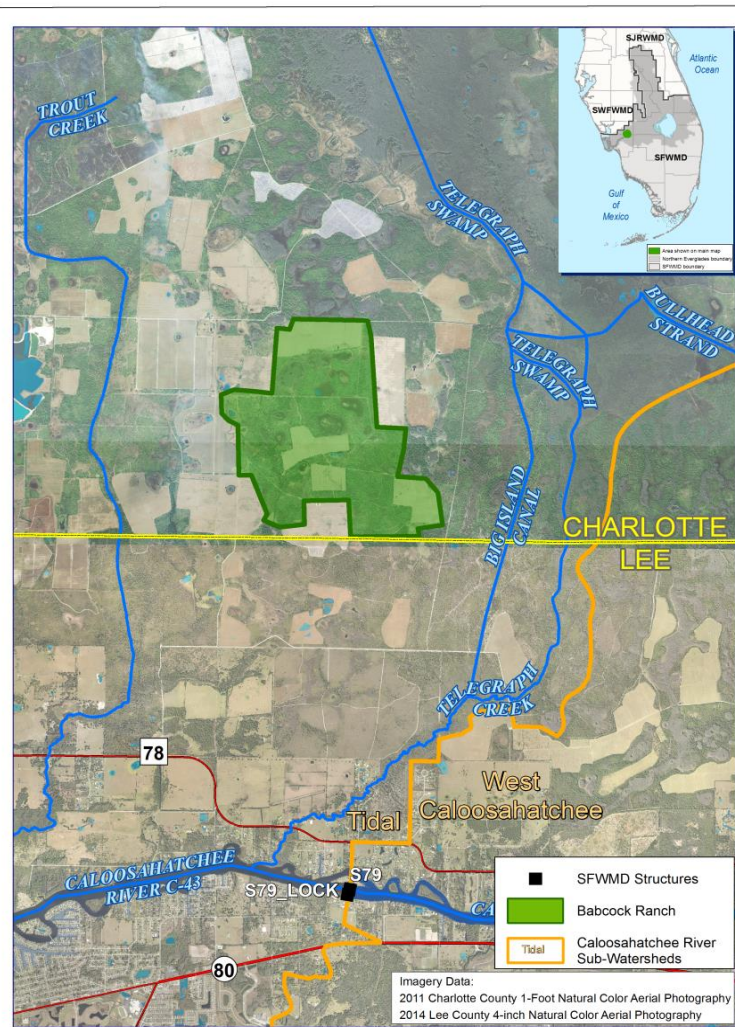 SJRWMD
Atlantic
Ocean
SWFWMD
SFWMD
Gulf
of
Mexico
Area shown on main map
Northern Everglades boundary
SFWMD boundary
TROUT
CREEK
TELEGRAPH
SWAMP
BULLHEAD
STRAND
TELEGRAPH
SWAMP
BIG ISLAND
CANAL
CHARLOTTE
LEE
TELEGRAPH
CREEK
78
West
Caloosahatchee
Tidal
CALOOSAHATCHEE
RIVER C-43
S79
S79_LOCK
CA
80
SFWMD Structures
Babcock Ranch
Tidal
Caloosahatchee River
Sub-Watersheds
Imagery Data:
2011 Charlotte County 1-Foot Natural Color Aerial Photography
2014 Lee County 4-inch Natural Color Aerial Photography